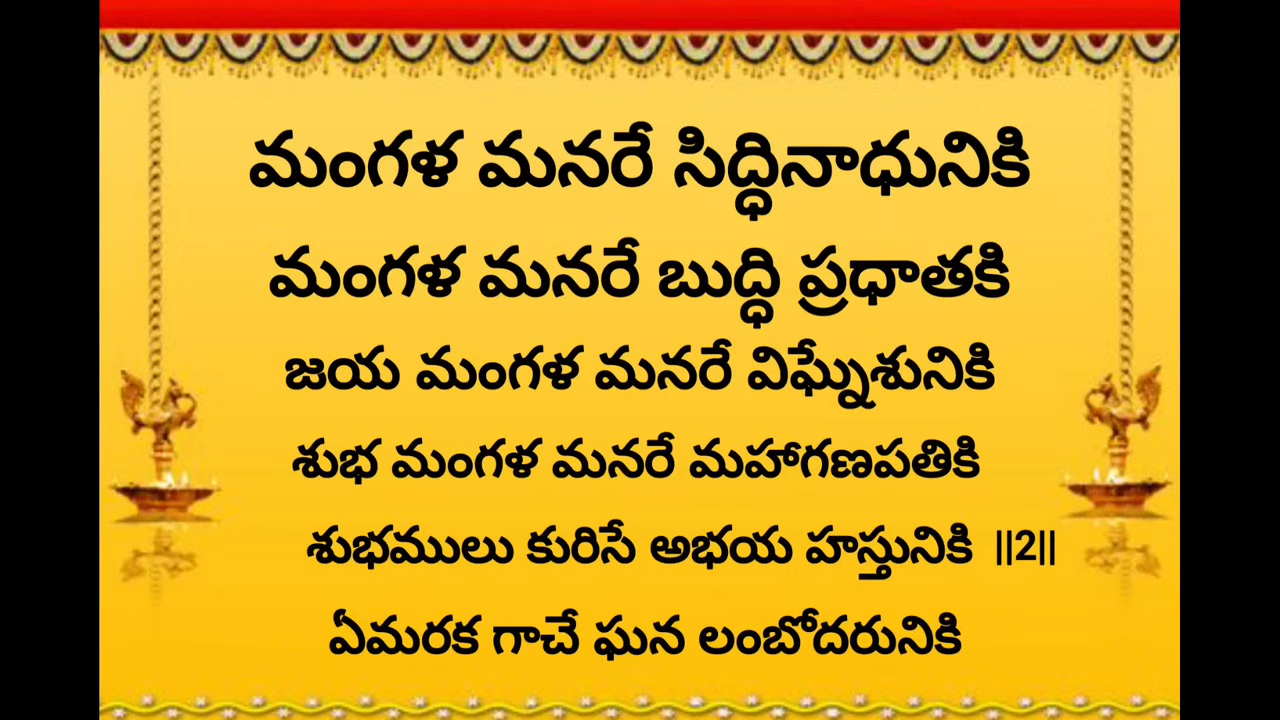 మంగళ మనరే సిద్ధినాధునికి
మంగళ మనరే బుద్ధి ప్రధాతకి
జయ మంగళ మనరే విఘ్నేశునికి
శుభ మంగళ మనరే మహాగణపతికి
శుభములు కురిసే అభయ హస్తునికి ||2||
ఏమరక గాచే ఘన లంబోదరునికి